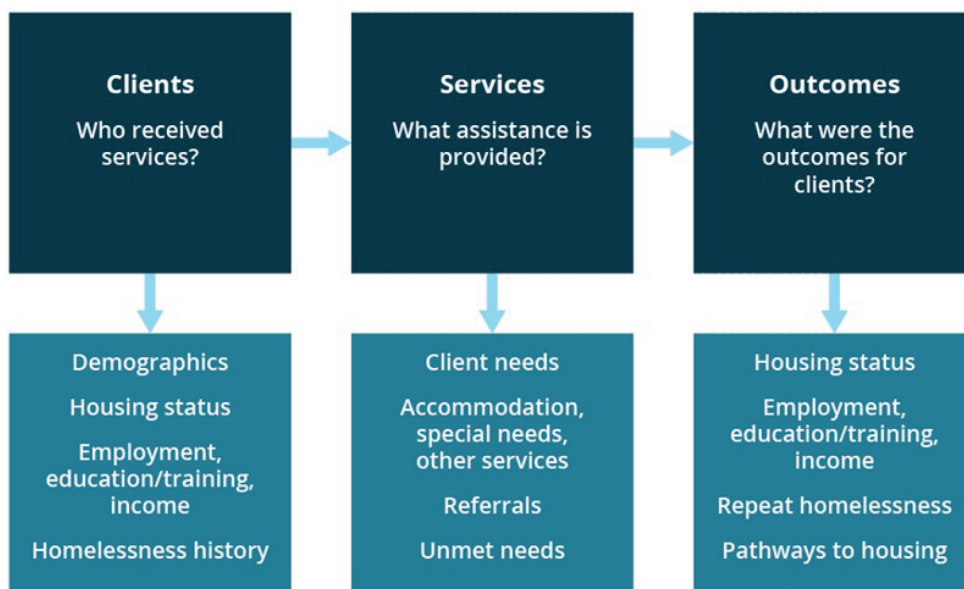 Clients
Who received
services?
Services
What assistance is
provided?
Outcomes
What were the
outcomes for
clients?
Demographics
Housing status
Employment,
education/training,
income
Homelessness history
Client needs
Accommodation,
special needs,
other services
Referrals
Unmet needs
Housing status
Employment,
education/training,
income
Repeat homelessness
Pathways to housing